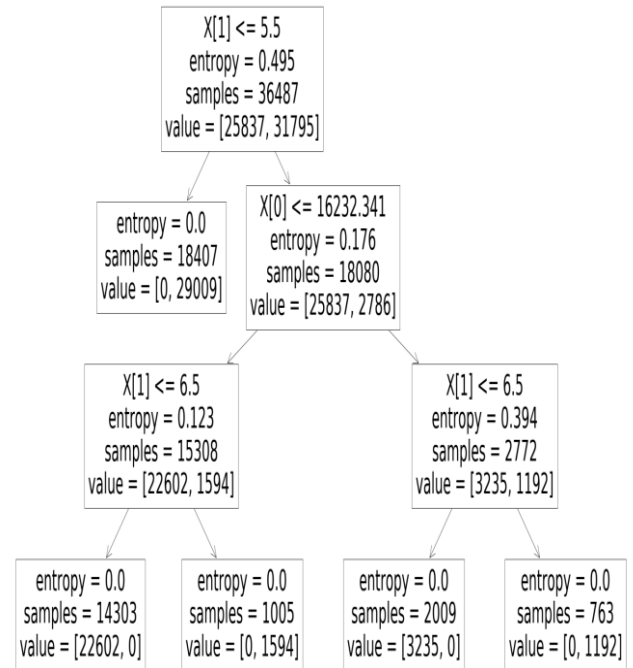 X[1] <= 5.5
entropy = 0.495
samples = 36487
value = [25837, 31795]
entropy = 0.0
samples = 18407
value = [0, 29009]
X[0] <= 16232.341
entropy = 0.176
samples = 18080
value = [25837, 2786]
X[1] <= 6.5
entropy = 0.123
samples = 15308
value = [22602, 1594]
X[1] <= 6.5
entropy = 0.394
samples = 2772
value = [3235, 1192]
entropy = 0.0
samples = 14303
value = [22602, 0]
entropy = 0.0
samples = 1005
value = [0, 1594]
entropy = 0.0
samples = 2009
value = [3235, 0]
entropy = 0.0
samples = 763
value = [0, 1192]